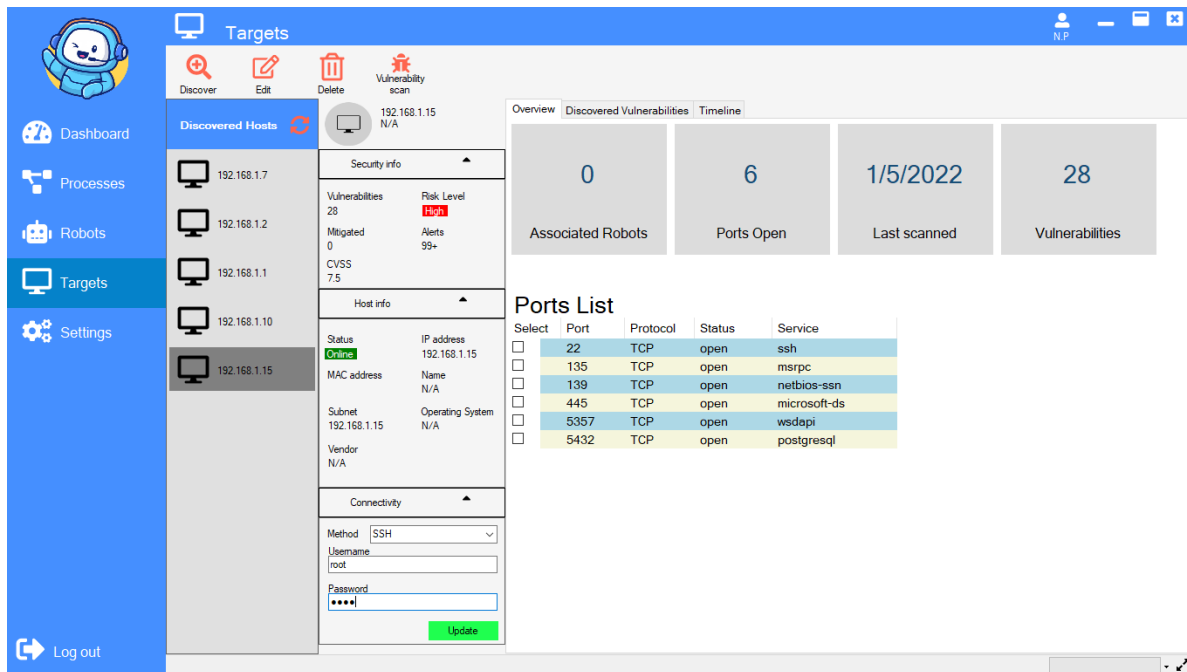 Targets
N.P
Discover
Edit
Delete
Vulnerability
scan
Dashboard
Processes
Robots
Targets
Settings
Log out
Discovered Hosts
192.168.1.7
192.168.1.2
192.168.1.1
192.168.1.10
192.168.1.15
192.168.1.15
N/A
Security info
Vulnerabilities Risk Level
28 High
Mitigated Alerts
0 99+
CVSS
7.5
Host info
Status IP address
Online 192.168.1.15
MAC address Name
N/A
Subnet Operating System
192.168.1.15 N/A
Vendor
N/A
Connectivity
Method SSH
Username
root
Password
••••
Update
Overview Discovered Vulnerabilities Timeline
0 6 1/5/2022 28
Associated Robots Ports Open Last scanned Vulnerabilities
Ports List
Select Port Protocol Status Service
22 TCP open ssh
135 TCP open msrpc
139 TCP open netbios-ssn
445 TCP open microsoft-ds
5357 TCP open wsdapi
5432 TCP open postgresql